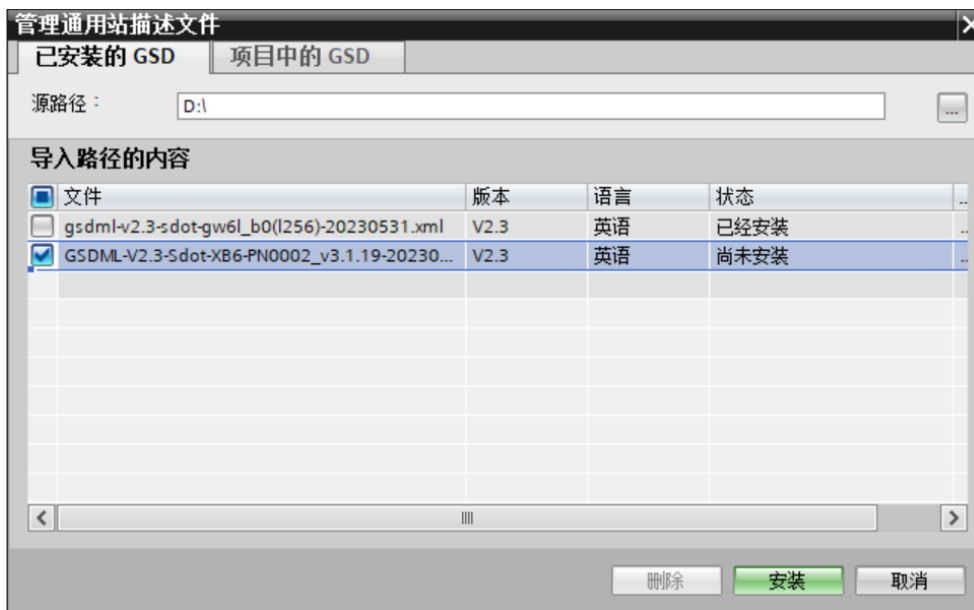 管理通用站描述文件
已安装的 GSD 项目中的 GSD
源路径： D:\ ...
导入路径的内容
文件 版本 语言 状态 ..
gsdml-v2.3-sdot-gw6l_b0(l256)-20230531.xml V2.3 英语 已经安装 ..
GSDML-V2.3-Sdot-XB6-PN0002_v3.1.19-20230... V2.3 英语 尚未安装 ..
删除 安装 取消